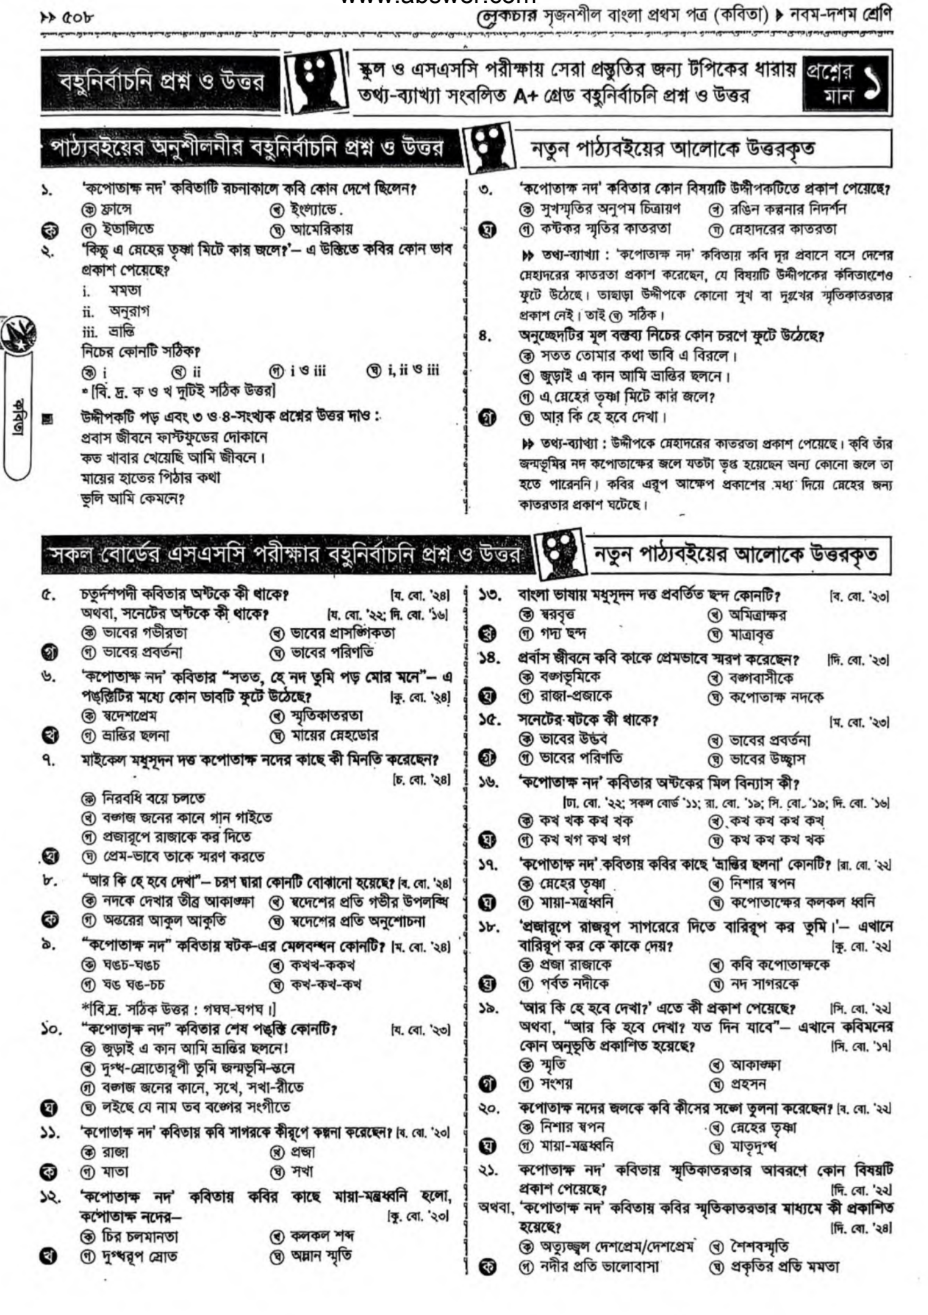 www.abcwer.com
৫০৮
লেকচার সৃজনশীল বাংলা প্রথম পত্র (কবিতা) ▶ নবম-দশম শ্রেণি
বহুনির্বাচনি প্রশ্ন ও উত্তর
স্কুল ও এসএসসি পরীক্ষায় সেরা প্রস্তুতির জন্য টপিকের ধারায়
তথ্য-ব্যাখ্যা সংবলিত A+ গ্রেড বহুনির্বাচনি প্রশ্ন ও উত্তর
প্রশ্নের মান ১
পাঠ্যবইয়ের অনুশীলনীর বহুনির্বাচনি প্রশ্ন ও উত্তর
নতুন পাঠ্যবইয়ের আলোকে উত্তরকৃত
১. 'কপোতাক্ষ নদ' কবিতাটি রচনাকালে কবি কোন দেশে ছিলেন?
ক ফ্রান্সে খ ইংল্যান্ডে
ক গ ইতালিতে ঘ আমেরিকায়
২. 'কিন্তু এ স্নেহের তৃষ্ণা মিটে কার জলে?'– এ উক্তিতে কবির কোন ভাব
প্রকাশ পেয়েছে?
i. মমতা
ii. অনুরাগ
iii. ভ্রান্তি
নিচের কোনটি সঠিক?
ক i খ ii গ i ও iii ঘ i, ii ও iii
* [বি. দ্র. ক ও খ দুটিই সঠিক উত্তর]
উদ্দীপকটি পড় এবং ৩ ও ৪-সংখ্যক প্রশ্নের উত্তর দাও :
প্রবাস জীবনে ফাস্টফুডের দোকানে
কত খাবার খেয়েছি আমি জীবনে।
মায়ের হাতের পিঠার কথা
ভুলি আমি কেমনে?
৩. 'কপোতাক্ষ নদ' কবিতার কোন বিষয়টি উদ্দীপকটিতে প্রকাশ পেয়েছে?
ক সুখস্মৃতির অনুপম চিত্রায়ণ খ রঙিন কল্পনার নিদর্শন
ঘ গ কষ্টকর স্মৃতির কাতরতা ঘ স্নেহাদরের কাতরতা
▶▶ তথ্য-ব্যাখ্যা : 'কপোতাক্ষ নদ' কবিতায় কবি দূর প্রবাসে বসে দেশের
স্নেহাদরের কাতরতা প্রকাশ করেছেন, যে বিষয়টি উদ্দীপকের কবিতাংশেও
ফুটে উঠেছে। তাছাড়া উদ্দীপকে কোনো সুখ বা দুঃখের স্মৃতিকাতরতার
প্রকাশ নেই। তাই ঘ সঠিক।
৪. অনুচ্ছেদটির মূল বক্তব্য নিচের কোন চরণে ফুটে উঠেছে?
ক সতত তোমার কথা ভাবি এ বিরলে।
খ জুড়াই এ কান আমি ভ্রান্তির ছলনে।
গ এ স্নেহের তৃষ্ণা মিটে কার জলে?
গ ঘ আর কি হে হবে দেখা।
▶▶ তথ্য-ব্যাখ্যা : উদ্দীপকে স্নেহাদরের কাতরতা প্রকাশ পেয়েছে। কবি তাঁর
জন্মভূমির নদ কপোতাক্ষের জলে যতটা তৃপ্ত হয়েছেন অন্য কোনো জলে তা
হতে পারেননি। কবির এরূপ আক্ষেপ প্রকাশের মধ্য দিয়ে স্নেহের জন্য
কাতরতার প্রকাশ ঘটেছে।
কবিতা
সকল বোর্ডের এসএসসি পরীক্ষার বহুনির্বাচনি প্রশ্ন ও উত্তর
নতুন পাঠ্যবইয়ের আলোকে উত্তরকৃত
৫. চতুর্দশপদী কবিতার অষ্টকে কী থাকে? [য. বো. '২৪]
অথবা, সনেটের অষ্টকে কী থাকে? [য. বো. '২২; দি. বো. '১৬]
ক ভাবের গভীরতা খ ভাবের প্রাসঙ্গিকতা
গ গ ভাবের প্রবর্তনা ঘ ভাবের পরিণতি
৬. 'কপোতাক্ষ নদ' কবিতার "সতত, হে নদ তুমি পড় মোর মনে"– এ
পঙ্‌ক্তিটির মধ্যে কোন ভাবটি ফুটে উঠেছে? [কু. বো. '২৪]
ক স্বদেশপ্রেম খ স্মৃতিকাতরতা
খ গ ভ্রান্তির ছলনা ঘ মায়ের স্নেহডোর
৭. মাইকেল মধুসূদন দত্ত কপোতাক্ষ নদের কাছে কী মিনতি করেছেন?
[চ. বো. '২৪]
ক নিরবধি বয়ে চলতে
খ বঙ্গজ জনের কানে গান গাইতে
গ প্রজারূপে রাজাকে কর দিতে
ঘ ঘ প্রেম-ভাবে তাকে স্মরণ করতে
৮. "আর কি হে হবে দেখা"– চরণ দ্বারা কোনটি বোঝানো হয়েছে? [ব. বো. '২৪]
ক নদকে দেখার তীব্র আকাঙ্ক্ষা খ স্বদেশের প্রতি গভীর উপলব্ধি
ক গ অন্তরের আকুল আকুতি ঘ স্বদেশের প্রতি অনুশোচনা
৯. "কপোতাক্ষ নদ" কবিতায় ষটক-এর মেলবন্ধন কোনটি? [ম. বো. '২৪]
ক ঘঙচ-ঘঙচ খ কখখ-ককখ
গ ঘঙ ঘঙ-চচ ঘ কখ-কখ-কখ
*[বি.দ্র. সঠিক উত্তর : গঘঘ-ঘগঘ।]
১০. "কপোতাক্ষ নদ" কবিতার শেষ পঙ্‌ক্তি কোনটি? [য. বো. '২৩]
ক জুড়াই এ কান আমি ভ্রান্তির ছলনে!
খ দুগ্ধ-স্রোতোরূপী তুমি জন্মভূমি-স্তনে
গ বঙ্গজ জনের কানে, সখে, সখা-রীতে
ঘ ঘ লইছে যে নাম তব বঙ্গের সংগীতে
১১. 'কপোতাক্ষ নদ' কবিতায় কবি সাগরকে কীরূপে কল্পনা করেছেন? [ব. বো. '২০]
ক রাজা খ প্রজা
ক গ মাতা ঘ সখা
১২. 'কপোতাক্ষ নদ' কবিতায় কবির কাছে মায়া-মন্ত্রধ্বনি হলো,
কপোতাক্ষ নদের– [কু. বো. '২০]
ক চির চলমানতা খ কলকল শব্দ
খ গ দুগ্ধরূপ স্রোত ঘ অম্লান স্মৃতি
১৩. বাংলা ভাষায় মধুসূদন দত্ত প্রবর্তিত ছন্দ কোনটি? [ব. বো. '২৩]
ক স্বরবৃত্ত খ অমিত্রাক্ষর
খ গ গদ্য ছন্দ ঘ মাত্রাবৃত্ত
১৪. প্রবাস জীবনে কবি কাকে প্রেমভাবে স্মরণ করেছেন? [দি. বো. '২৩]
ক বঙ্গভূমিকে খ বঙ্গবাসীকে
ঘ গ রাজা-প্রজাকে ঘ কপোতাক্ষ নদকে
১৫. সনেটের ষটকে কী থাকে? [ম. বো. '২৩]
ক ভাবের উদ্ভব খ ভাবের প্রবর্তনা
গ গ ভাবের পরিণতি ঘ ভাবের উচ্ছ্বাস
১৬. 'কপোতাক্ষ নদ' কবিতার অষ্টকের মিল বিন্যাস কী?
[ঢা. বো. '২২; সকল বোর্ড '১১; রা. বো. '১৯; সি. বো. '১৯; দি. বো. '১৬]
ক কখ খক কখ খক খ কখ কখ কখ কখ
ঘ গ কখ খগ কখ খগ ঘ কখ কখ কখ খক
১৭. 'কপোতাক্ষ নদ' কবিতায় কবির কাছে 'ভ্রান্তির ছলনা' কোনটি? [রা. বো. '২২]
ক স্নেহের তৃষ্ণা খ নিশার স্বপন
ঘ গ মায়া-মন্ত্রধ্বনি ঘ কপোতাক্ষের কলকল ধ্বনি
১৮. 'প্রজারূপে রাজরূপ সাগরেরে দিতে বারিরূপ কর তুমি।'– এখানে
বারিরূপ কর কে কাকে দেয়? [কু. বো. '২২]
ক প্রজা রাজাকে খ কবি কপোতাক্ষকে
ঘ গ পর্বত নদীকে ঘ নদ সাগরকে
১৯. 'আর কি হে হবে দেখা?' এতে কী প্রকাশ পেয়েছে? [সি. বো. '২২]
অথবা, "আর কি হবে দেখা? যত দিন যাবে"– এখানে কবিমনের
কোন অনুভূতি প্রকাশিত হয়েছে? [সি. বো. '১৭]
ক স্মৃতি খ আকাঙ্ক্ষা
গ গ সংশয় ঘ প্রহসন
২০. কপোতাক্ষ নদের জলকে কবি কীসের সঙ্গে তুলনা করেছেন? [ব. বো. '২২]
ক নিশার স্বপন খ স্নেহের তৃষ্ণা
ঘ গ মায়া-মন্ত্রধ্বনি ঘ মাতৃদুগ্ধ
২১. কপোতাক্ষ নদ' কবিতায় স্মৃতিকাতরতার আবরণে কোন বিষয়টি
প্রকাশ পেয়েছে? [দি. বো. '২২]
অথবা, 'কপোতাক্ষ নদ' কবিতায় কবির স্মৃতিকাতরতার মাধ্যমে কী প্রকাশিত
হয়েছে? [দি. বো. '২৪]
ক অত্যুজ্জ্বল দেশপ্রেম/দেশপ্রেম খ শৈশবস্মৃতি
ক গ নদীর প্রতি ভালোবাসা ঘ প্রকৃতির প্রতি মমতা